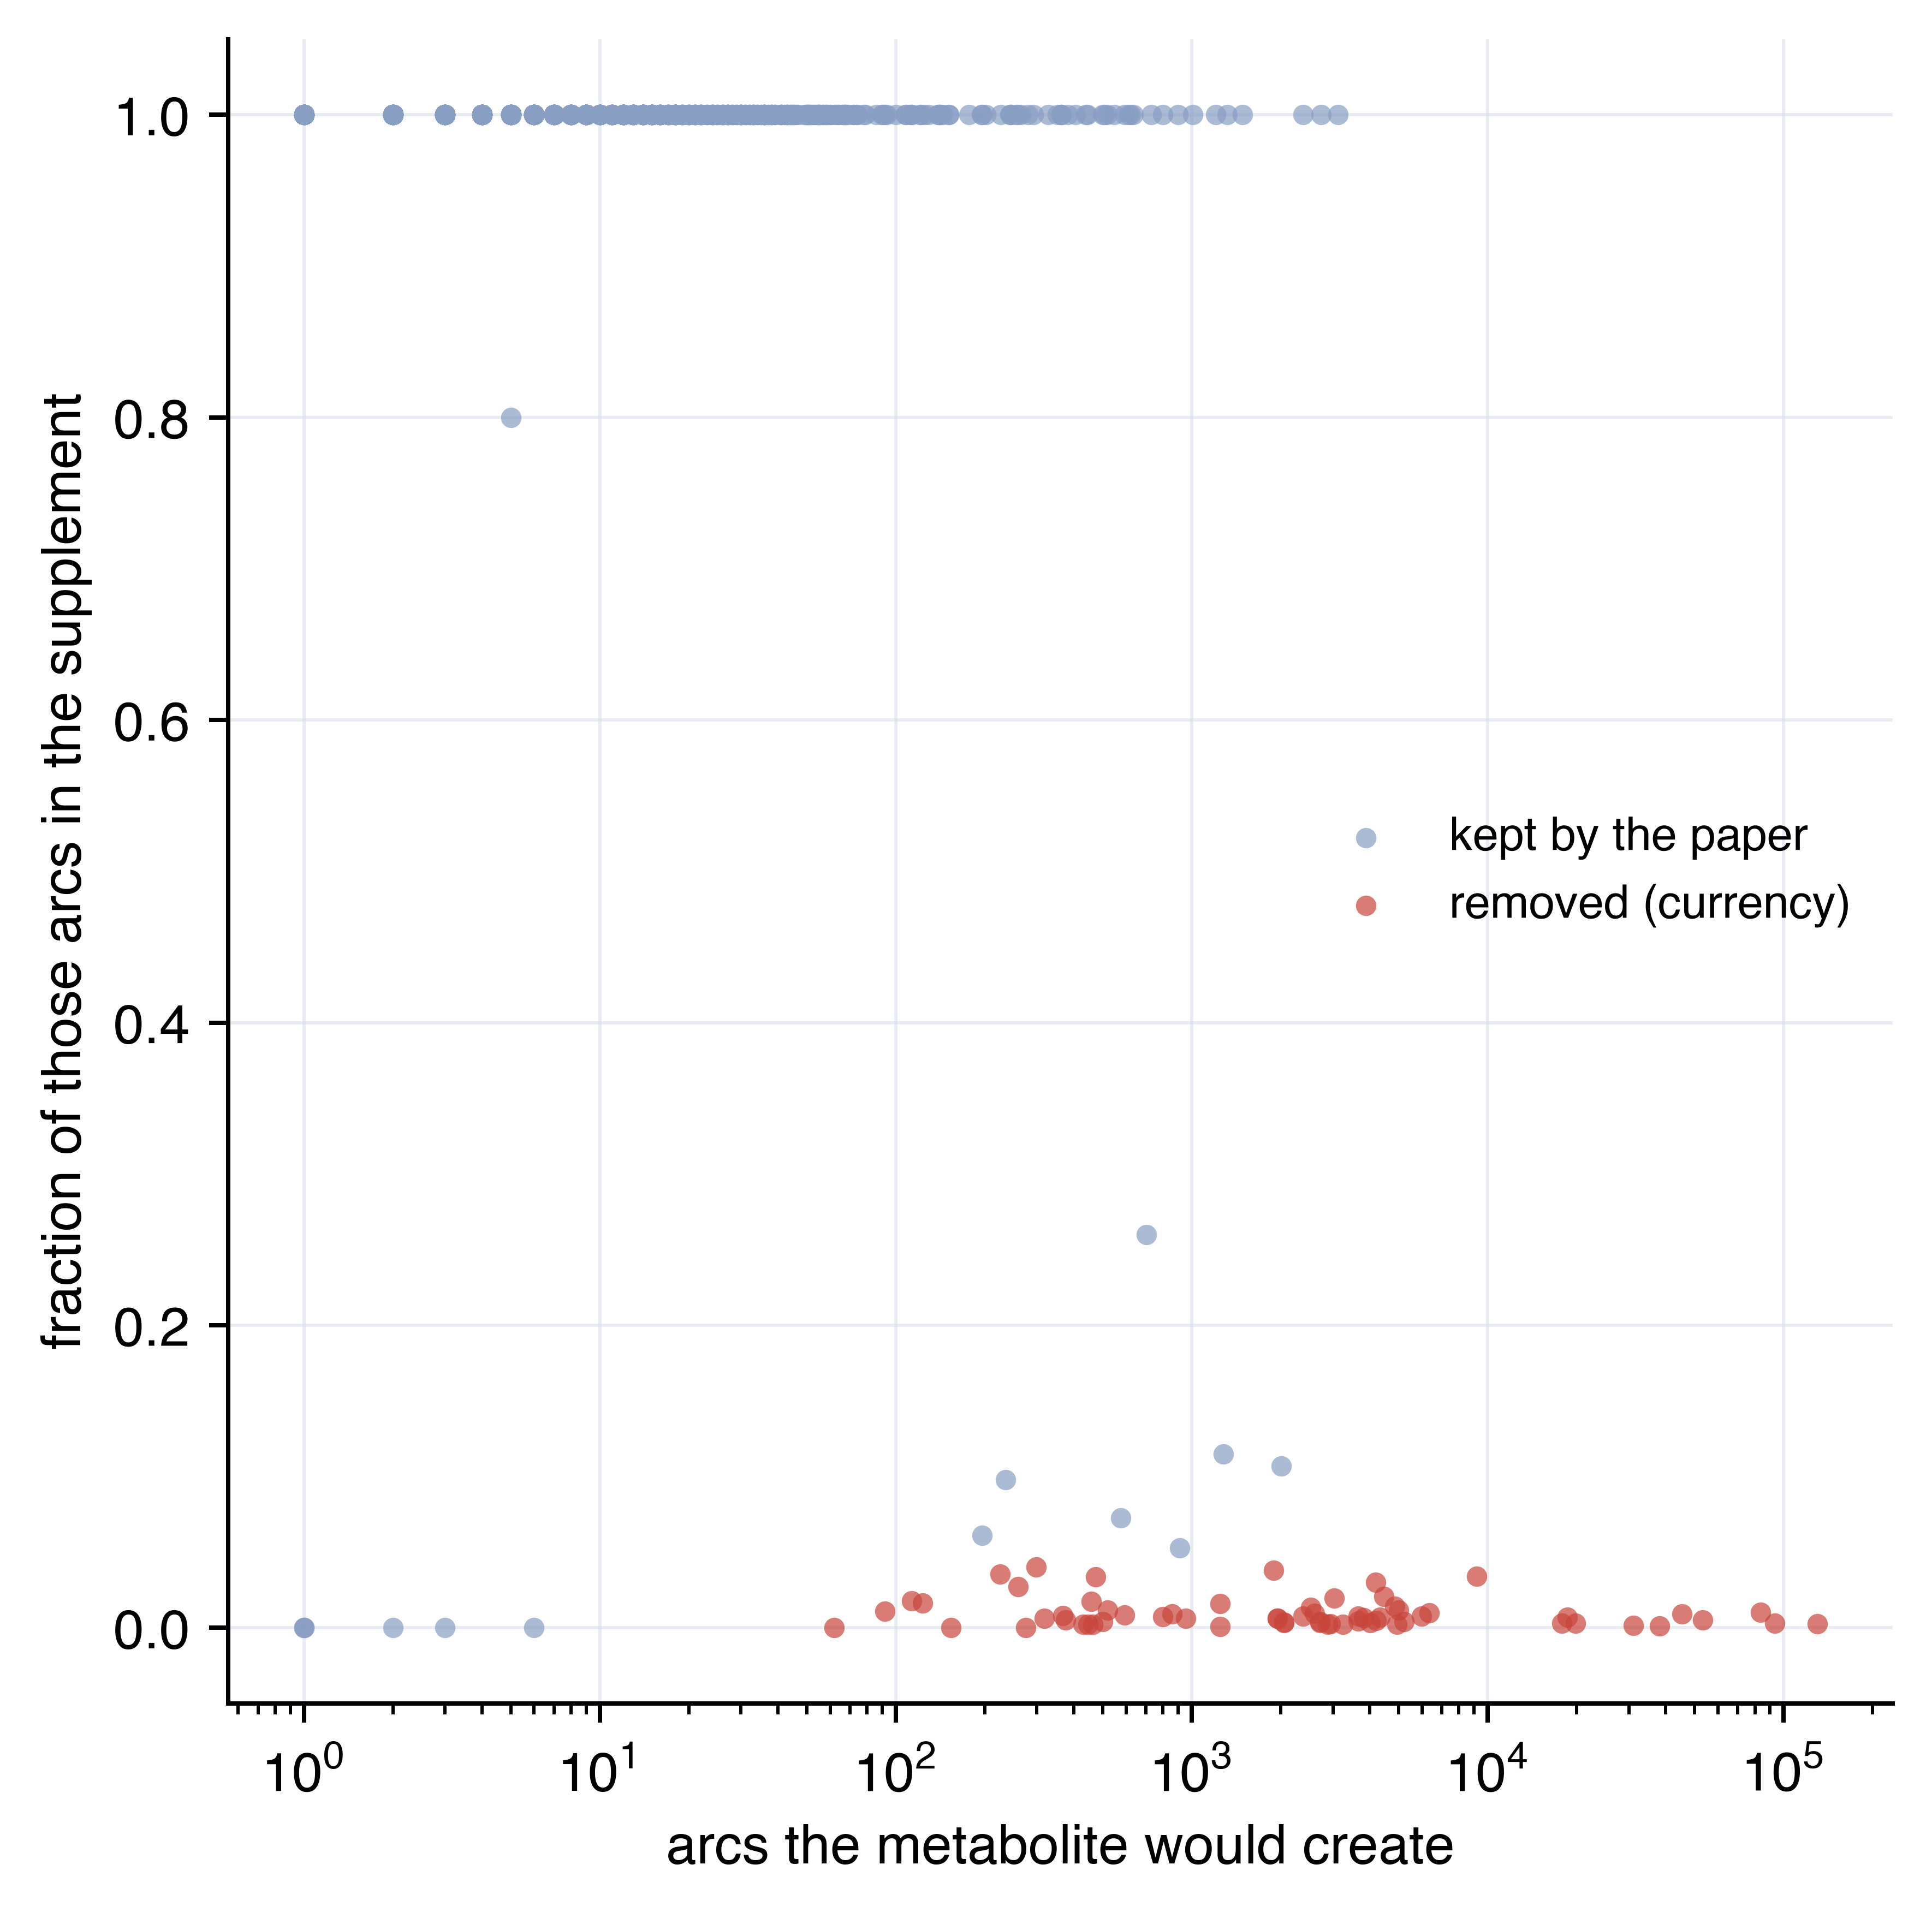 fraction of those arcs in the supplement
1.0
0.8
0.6
0.4
0.2
0.0
kept by the paper
removed (currency)
10⁰ 10¹ 10² 10³ 10⁴ 10⁵
arcs the metabolite would create